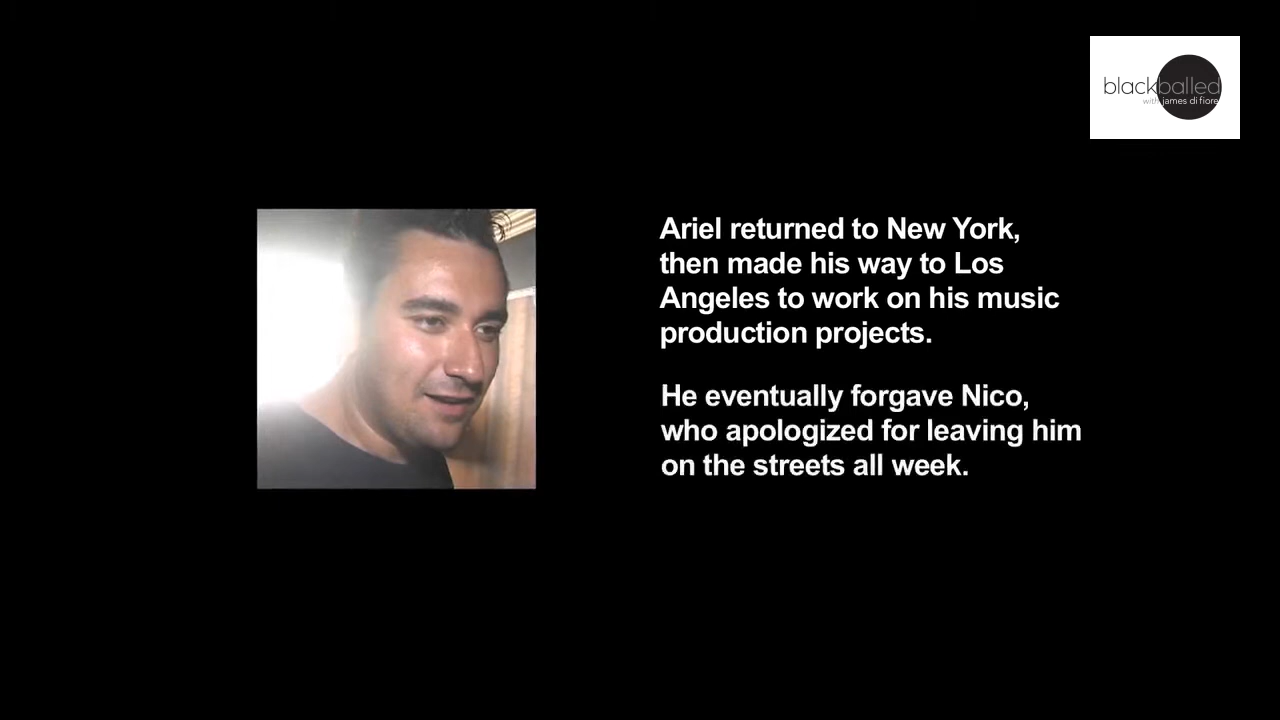 blackballed
with james di fiore
Ariel returned to New York,
then made his way to Los
Angeles to work on his music
production projects.
He eventually forgave Nico,
who apologized for leaving him
on the streets all week.